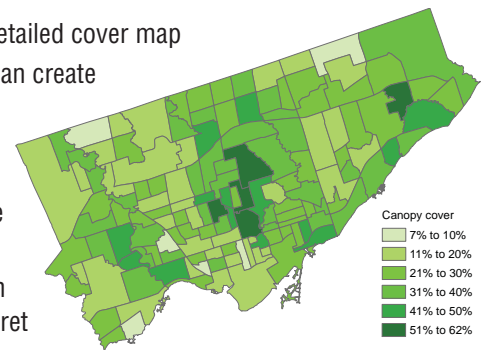 etailed cover map
an create
e
n
ret
Canopy cover
7% to 10%
11% to 20%
21% to 30%
31% to 40%
41% to 50%
51% to 62%